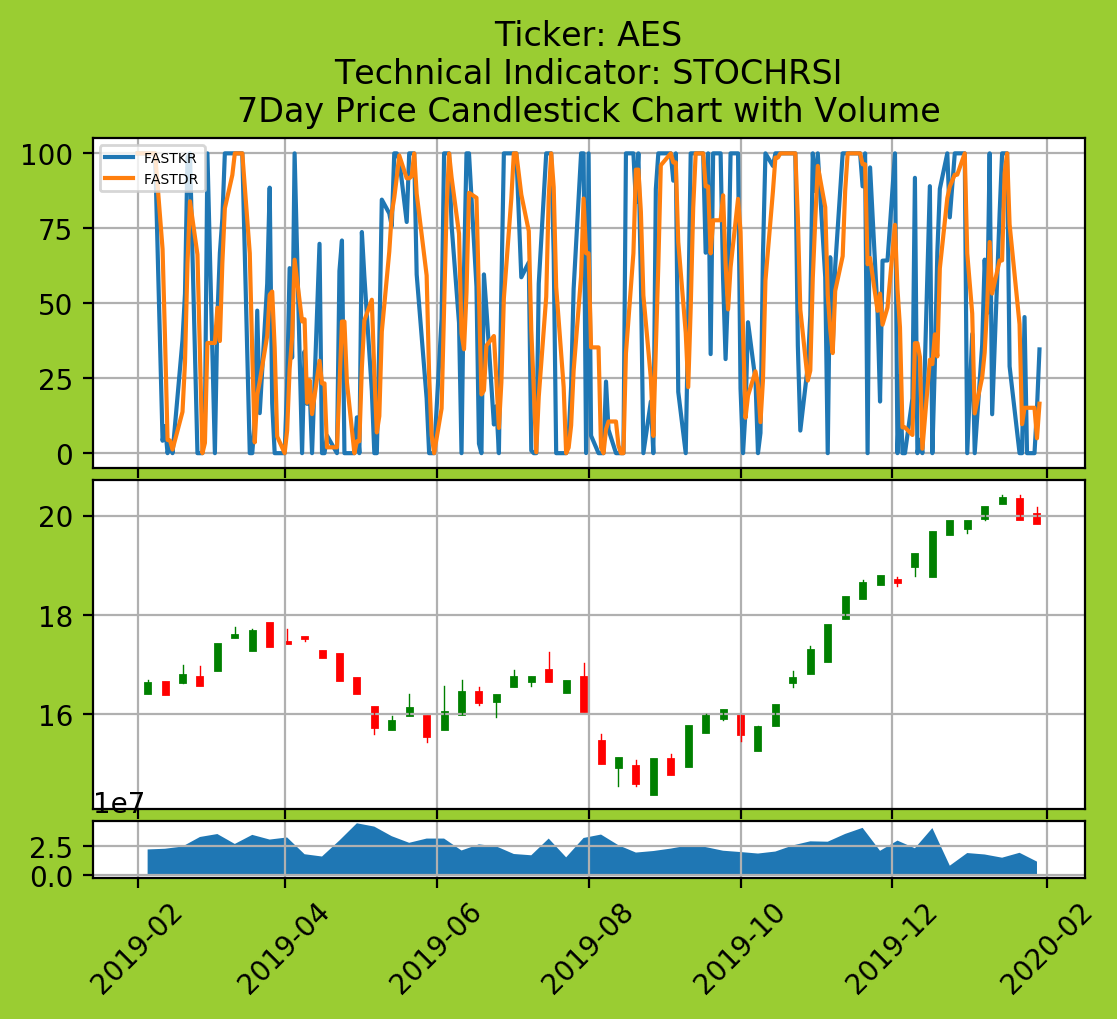 Ticker: AES
Technical Indicator: STOCHRSI
7Day Price Candlestick Chart with Volume
FASTKR
FASTDR
100
75
50
25
0
20
18
16
1e7
2.5
0.0
2019-02
2019-04
2019-06
2019-08
2019-10
2019-12
2020-02